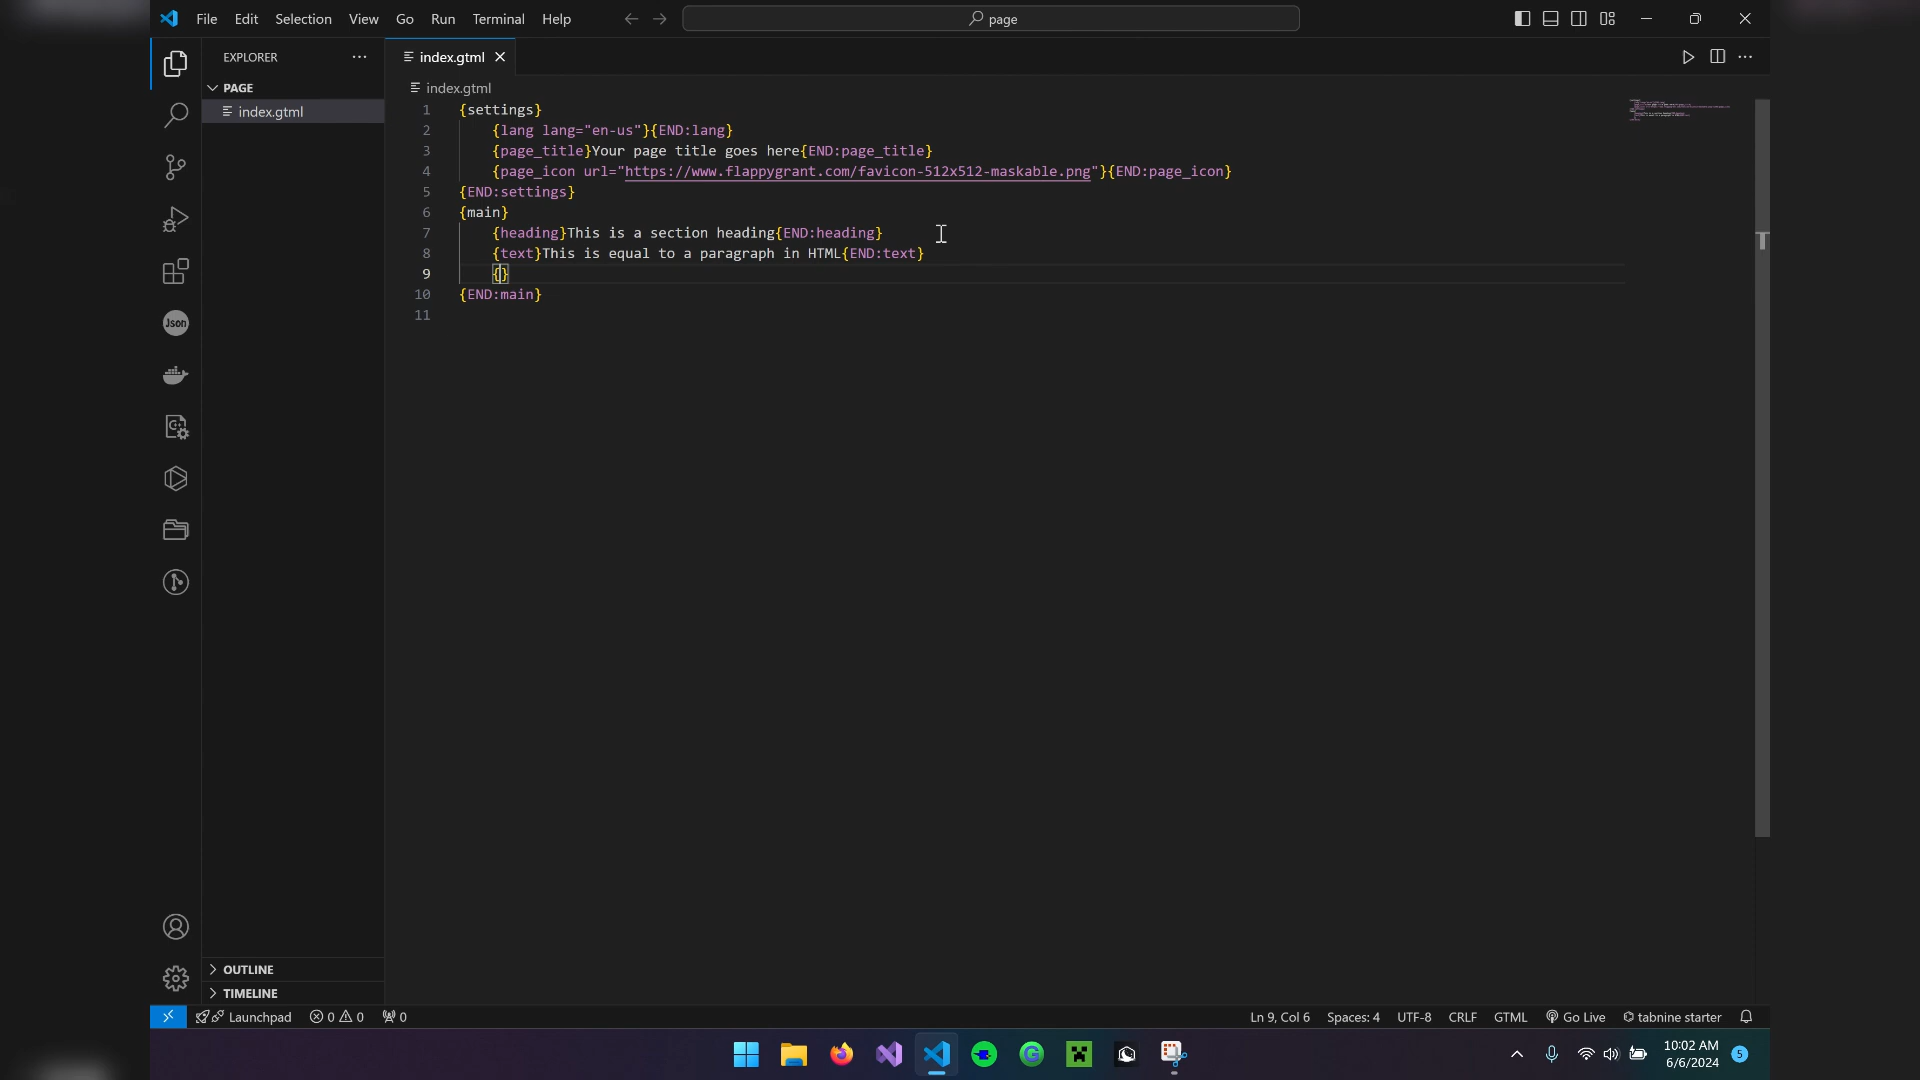 File Edit Selection View Go Run Terminal Help
page
EXPLORER
PAGE
index.gtml
index.gtml
index.gtml
1 {settings}
2 {lang lang="en-us"}{END:lang}
3 {page_title}Your page title goes here{END:page_title}
4 {page_icon url="https://www.flappygrant.com/favicon-512x512-maskable.png"}{END:page_icon}
5 {END:settings}
6 {main}
7 {heading}This is a section heading{END:heading}
8 {text}This is equal to a paragraph in HTML{END:text}
9 {}
10 {END:main}
11
Json
OUTLINE
TIMELINE
Launchpad 0 0 0 Ln 9, Col 6 Spaces: 4 UTF-8 CRLF GTML Go Live tabnine starter
10:02 AM
6/6/2024
5